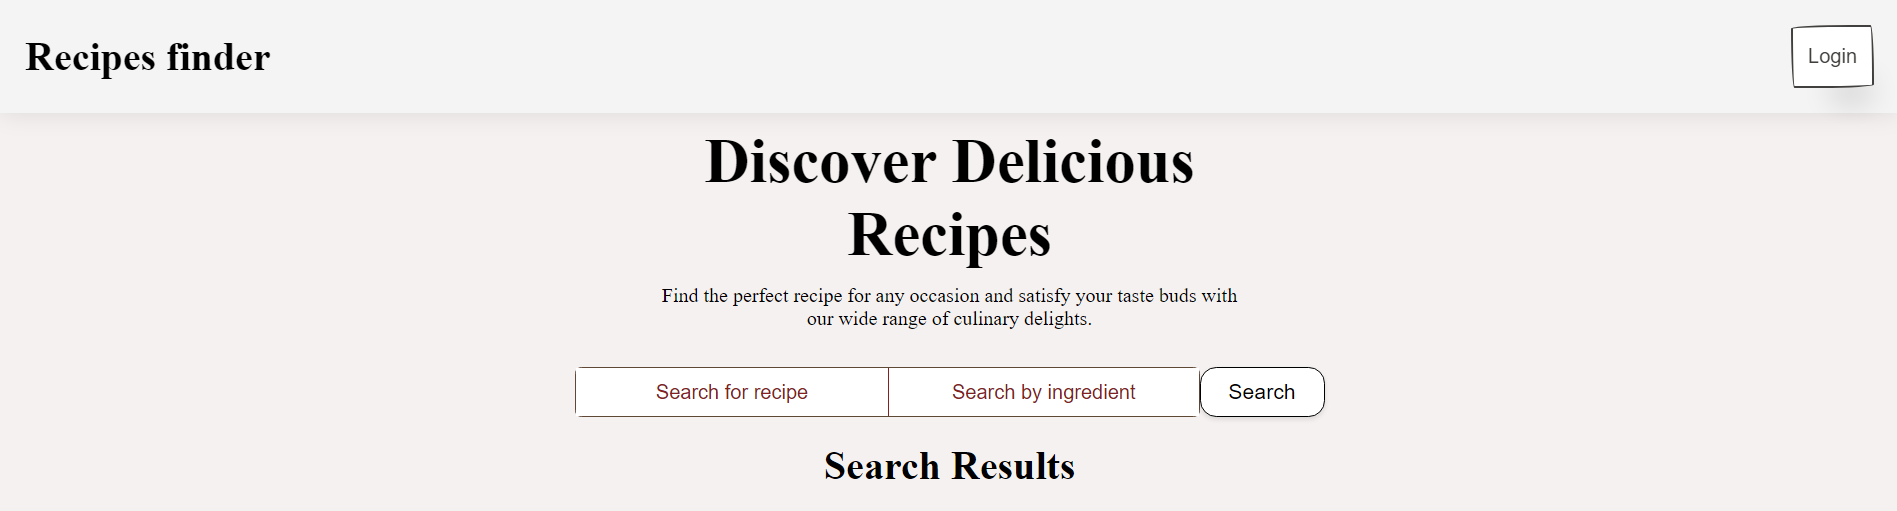 Recipes finder
Login
Discover Delicious
Recipes
Find the perfect recipe for any occasion and satisfy your taste buds with
our wide range of culinary delights.
Search for recipe
Search by ingredient
Search
Search Results